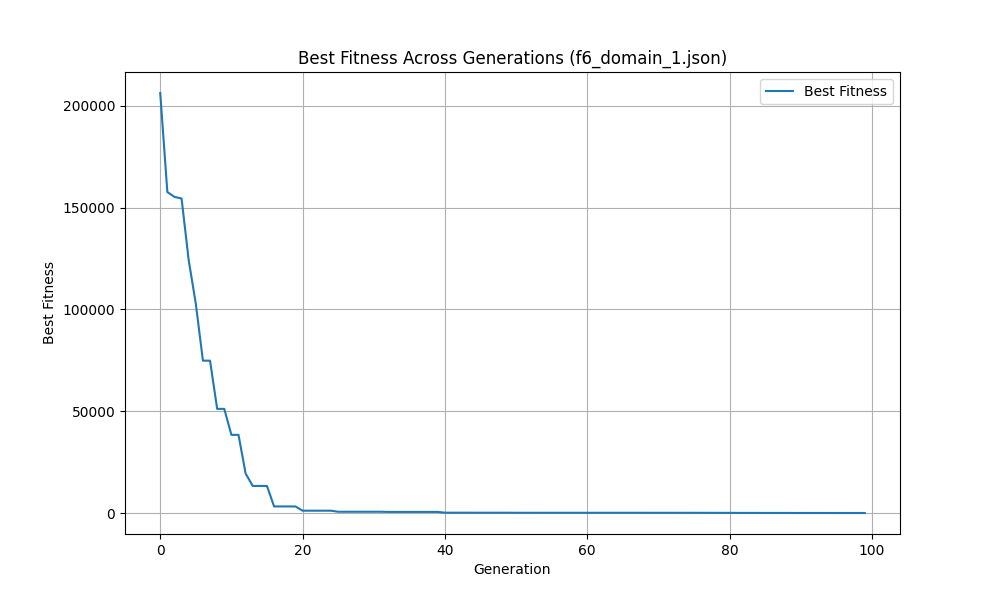 Best Fitness Across Generations (f6_domain_1.json)
Best Fitness
200000
150000
100000
50000
0
Best Fitness
0 20 40 60 80 100
Generation